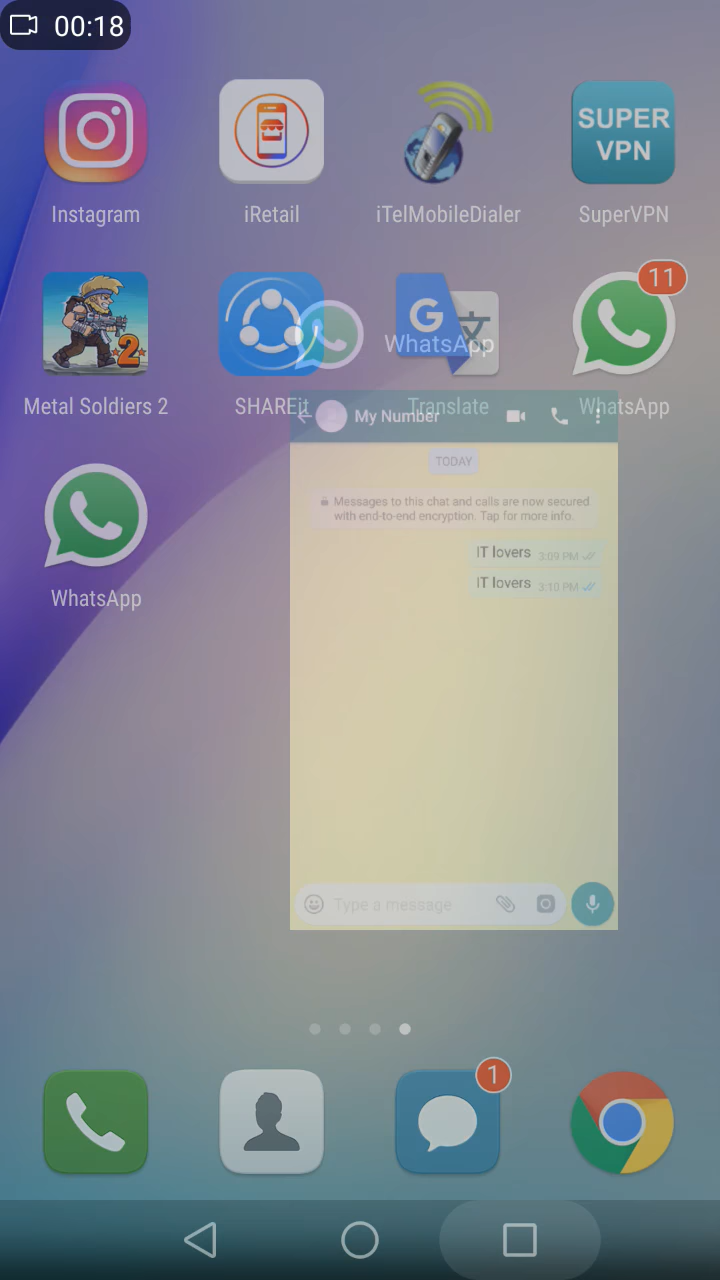 00:18
SUPER
VPN
Instagram
iRetail
iTelMobileDialer
SuperVPN
11
2
G
WhatsApp
Metal Soldiers 2
SHAREit
Translate
WhatsApp
My Number
TODAY
Messages to this chat and calls are now secured
with end-to-end encryption. Tap for more info.
IT lovers 3:09 PM
IT lovers 3:10 PM
WhatsApp
Type a message
1